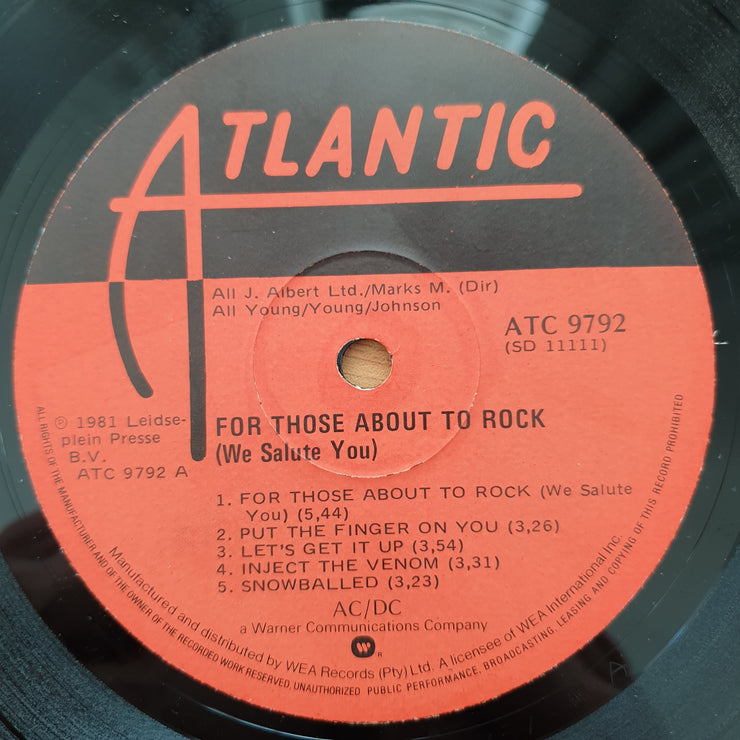 ATLANTIC
All J. Albert Ltd./Marks M. (Dir)
All Young/Young/Johnson
ATC 9792
(SD 11111)
℗ 1981 Leidse-
plein Presse
B.V.
ATC 9792 A
FOR THOSE ABOUT TO ROCK
(We Salute You)
1. FOR THOSE ABOUT TO ROCK (We Salute
You) (5,44)
2. PUT THE FINGER ON YOU (3,26)
3. LET'S GET IT UP (3,54)
4. INJECT THE VENOM (3,31)
5. SNOWBALLED (3,23)
AC/DC
a Warner Communications Company
Manufactured and distributed by WEA Records (Pty) Ltd. A licensee of WEA International Inc.
ALL RIGHTS OF THE MANUFACTURER AND OF THE OWNER OF THE RECORDED WORK RESERVED, UNAUTHORIZED PUBLIC PERFORMANCE, BROADCASTING, LEASING AND COPYING OF THIS RECORD PROHIBITED